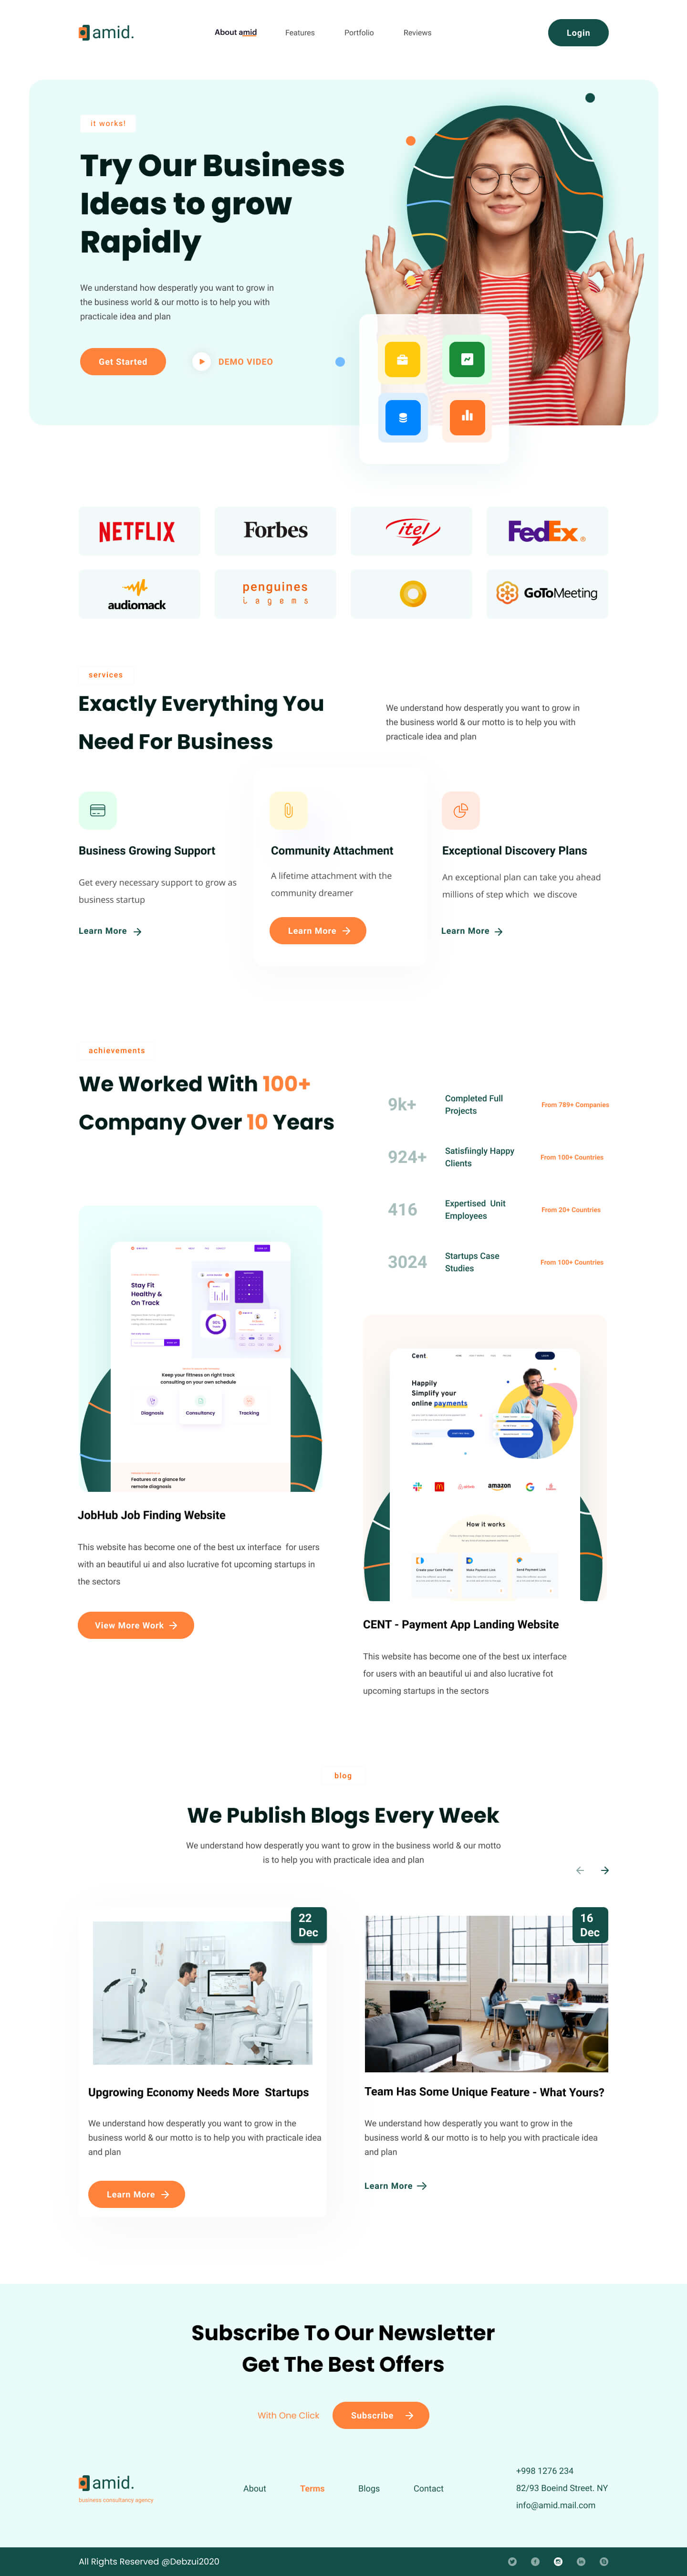 amid.
About amid
Features
Portfolio
Reviews
Login
it works!
Try Our Business
Ideas to grow
Rapidly
We understand how desperatly you want to grow in
the business world & our motto is to help you with
practicale idea and plan
Get Started
DEMO VIDEO
NETFLIX
Forbes
itel
FedEx ®
audiomack
penguines
iagems
GoToMeeting
services
Exactly Everything You
Need For Business
We understand how desperatly you want to grow in
the business world & our motto is to help you with
practicale idea and plan
Business Growing Support
Get every necessary support to grow as
business startup
Learn More
Community Attachment
A lifetime attachment with the
community dreamer
Learn More
Exceptional Discovery Plans
An exceptional plan can take you ahead
millions of step which we discove
Learn More
achievements
We Worked With 100+
Company Over 10 Years
9k+
Completed Full
Projects
From 789+ Companies
924+
Satisfiingly Happy
Clients
From 100+ Countries
416
Expertised Unit
Employees
From 20+ Countries
3024
Startups Case
Studies
From 100+ Countries
Stay Fit
Healthy &
On Track
Keep your fittness on right track
consulting on your own schedule
Diagnosis
Consultancy
Tracking
Features at a glance for
remote diagnosis
JobHub Job Finding Website
This website has become one of the best ux interface for users
with an beautiful ui and also lucrative fot upcoming startups in
the sectors
View More Work
Cent
Happily
Simplify your
online payments
airbnb
amazon
How it works
Create your Cent Profile
Make Payment Link
Send Payment Link
CENT - Payment App Landing Website
This website has become one of the best ux interface
for users with an beautiful ui and also lucrative fot
upcoming startups in the sectors
blog
We Publish Blogs Every Week
We understand how desperatly you want to grow in the business world & our motto
is to help you with practicale idea and plan
22
Dec
Upgrowing Economy Needs More Startups
We understand how desperatly you want to grow in the
business world & our motto is to help you with practicale idea
and plan
Learn More
16
Dec
Team Has Some Unique Feature - What Yours?
We understand how desperatly you want to grow in the
business world & our motto is to help you with practicale idea
and plan
Learn More
Subscribe To Our Newsletter
Get The Best Offers
With One Click
Subscribe
amid.
business consultancy agency
About
Terms
Blogs
Contact
+998 1276 234
82/93 Boeind Street. NY
info@amid.mail.com
All Rights Reserved @Debzui2020